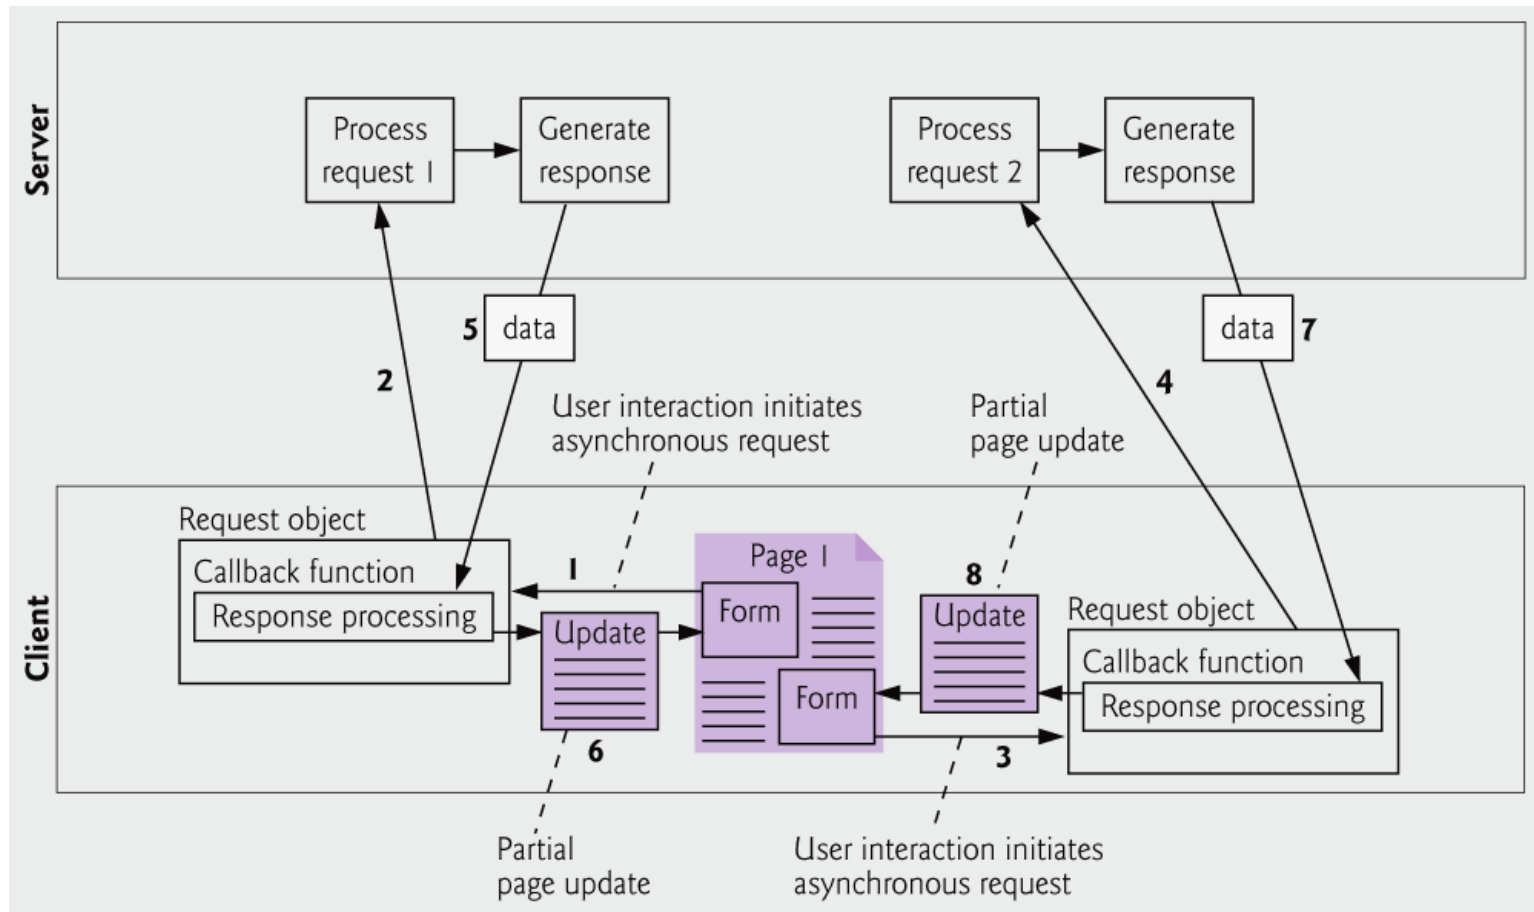 Server
Process
request 1
Generate
response
Process
request 2
Generate
response
5
data
data
7
2
4
User interaction initiates
asynchronous request
Partial
page update
Client
Request object
Callback function
Response processing
1
Update
6
Page 1
Form
Form
8
Update
3
Request object
Callback function
Response processing
Partial
page update
User interaction initiates
asynchronous request